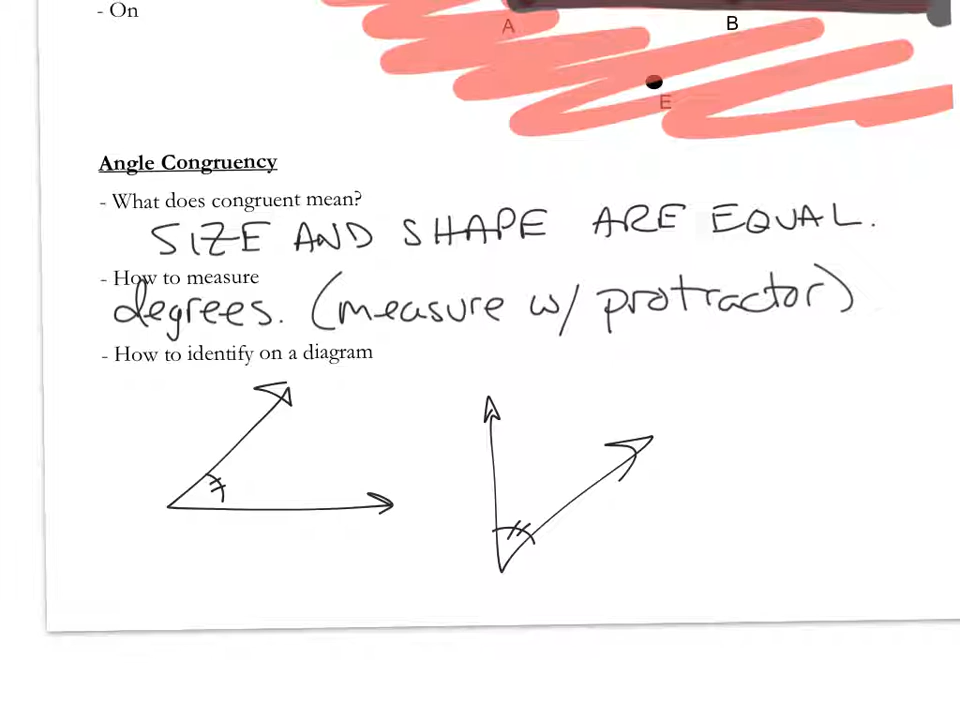 - On
A
B
E
Angle Congruency
- What does congruent mean?
SIZE AND SHAPE ARE EQUAL.
- How to measure
degrees. (measure w/ protractor)
- How to identify on a diagram